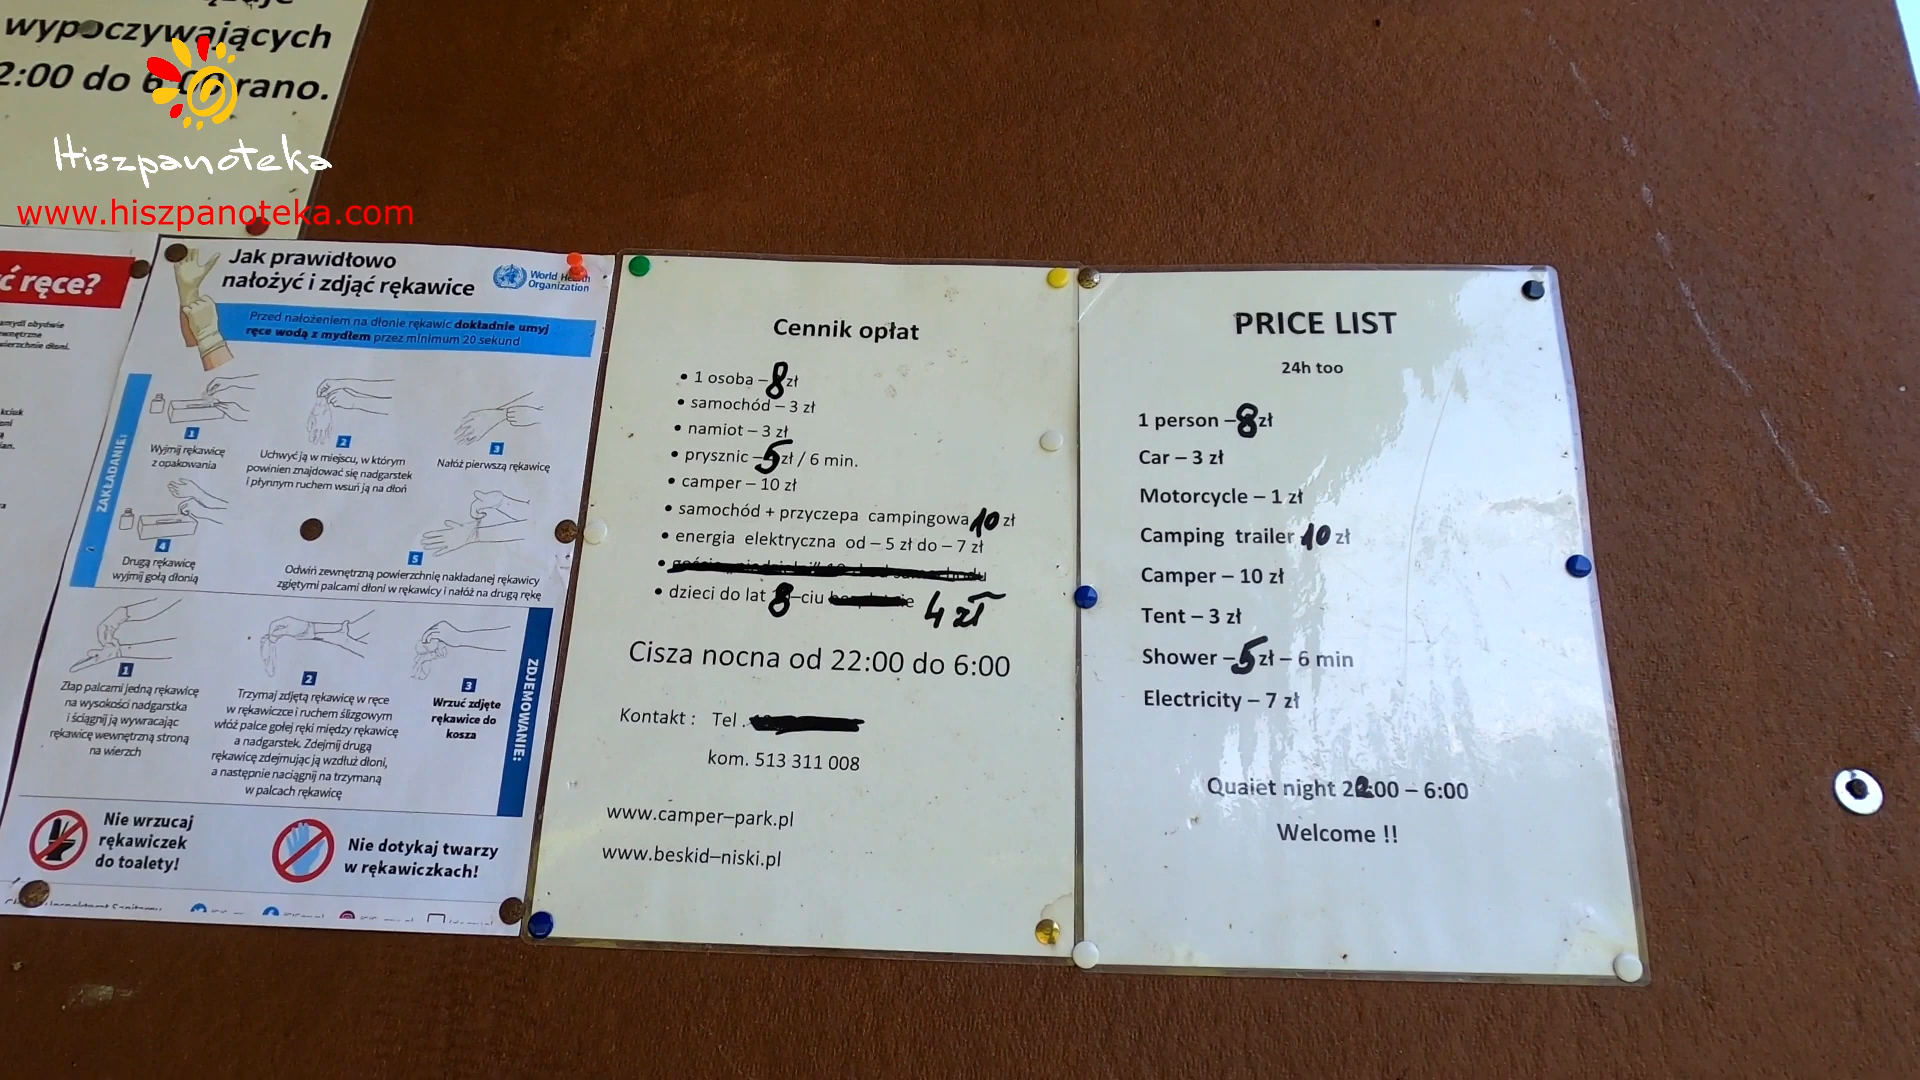 wypoczywających
2:00 do 6:00 rano.
Hiszpanoteka
www.hiszpanoteka.com
ć ręce?
Jak prawidłowo
nałożyć i zdjąć rękawice
World Health
Organization
Przed nałożeniem na dłonie rękawic dokładnie umyj
ręce wodą z mydłem przez minimum 20 sekund
ZAKŁADANIE:
1
Wyjmij rękawicę
z opakowania
2
Uchwyć ją w miejscu, w którym
powinien znajdować się nadgarstek
i płynnym ruchem wsuń ją na dłoń
3
Nałóż pierwszą rękawicę
4
Drugą rękawicę
wyjmij gołą dłonią
5
Odwiń zewnętrzną powierzchnię nakładanej rękawicy
zgiętymi palcami dłoni w rękawicy i nałóż na drugą rękę
ZDJEMOWANIE:
1
Złap palcami jedną rękawicę
na wysokości nadgarstka
i ściągnij ją wywracając
rękawicę wewnętrzną stroną
na wierzch
2
Trzymaj zdjętą rękawicę w ręce
w rękawiczce i ruchem ślizgowym
włóż palce gołej ręki między rękawicę
a nadgarstek. Zdejmij drugą
rękawicę zdejmując ją wzdłuż dłoni,
a następnie naciągnij na trzymaną
w palcach rękawicę
3
Wrzuć zdjęte
rękawice do
kosza
Nie wrzucaj
rękawiczek
do toalety!
Nie dotykaj twarzy
w rękawiczkach!
Cennik opłat
• 1 osoba – 8 zł
• samochód – 3 zł
• namiot – 3 zł
• prysznic – 5 zł / 6 min.
• camper – 10 zł
• samochód + przyczepa campingowa 10 zł
• energia elektryczna od – 5 zł do – 7 zł
• dzieci do lat 8–ciu 4 zł
Cisza nocna od 22:00 do 6:00
Kontakt : Tel .
kom. 513 311 008
www.camper–park.pl
www.beskid–niski.pl
PRICE LIST
24h too
1 person – 8 zł
Car – 3 zł
Motorcycle – 1 zł
Camping trailer 10 zł
Camper – 10 zł
Tent – 3 zł
Shower – 5 zł – 6 min
Electricity – 7 zł
Quaiet night 22:00 – 6:00
Welcome !!